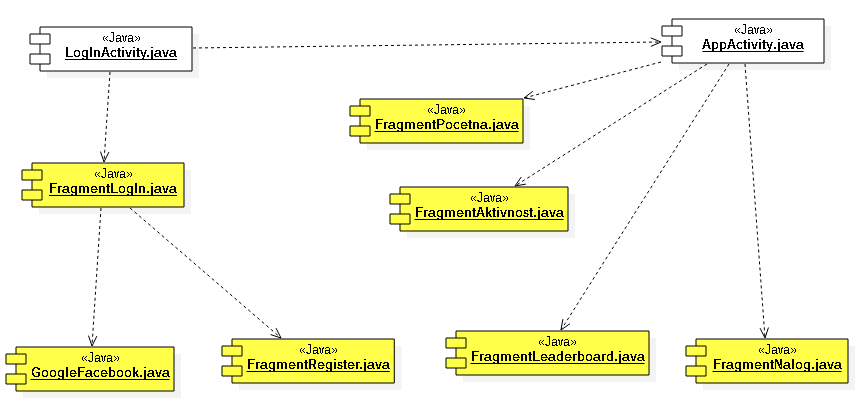 «Java»
LogInActivity.java
«Java»
AppActivity.java
«Java»
FragmentPocetna.java
«Java»
FragmentLogIn.java
«Java»
FragmentAktivnost.java
«Java»
GoogleFacebook.java
«Java»
FragmentRegister.java
«Java»
FragmentLeaderboard.java
«Java»
FragmentNalog.java